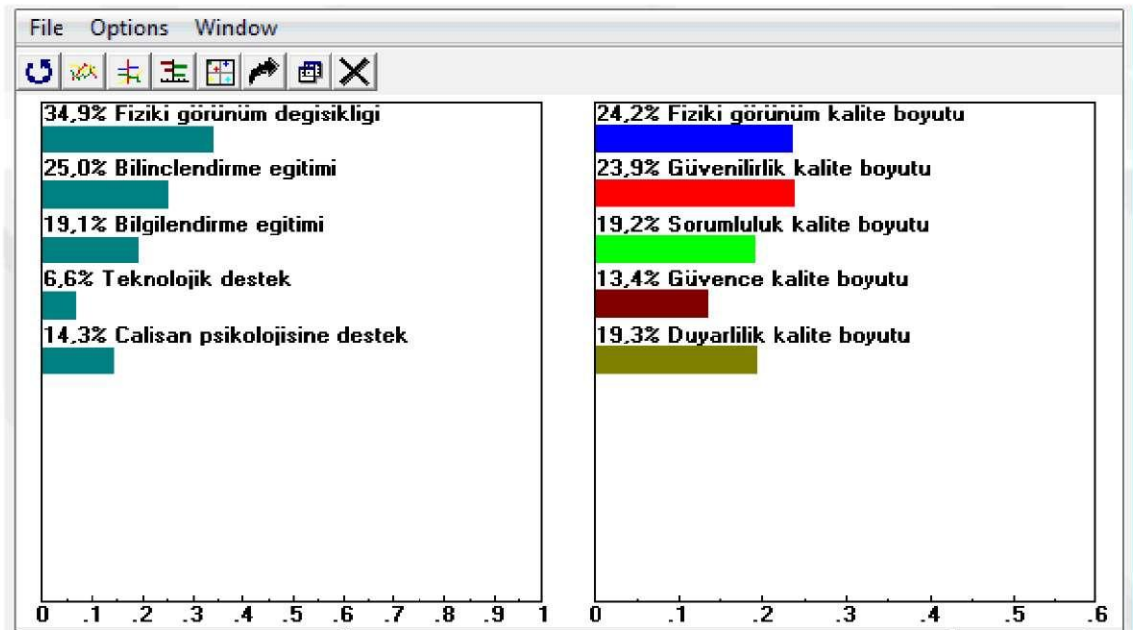 File Options Window
34,9% Fiziki görünüm degisikligi
25,0% Bilinclendirme egitimi
19,1% Bilgilendirme egitimi
6,6% Teknolojik destek
14,3% Calisan psikolojisine destek
0 .1 .2 .3 .4 .5 .6 .7 .8 .9 1
24,2% Fiziki görünüm kalite boyutu
23,9% Güvenilirlik kalite boyutu
19,2% Sorumluluk kalite boyutu
13,4% Güvence kalite boyutu
19,3% Duyarlilik kalite boyutu
0 .1 .2 .3 .4 .5 .6